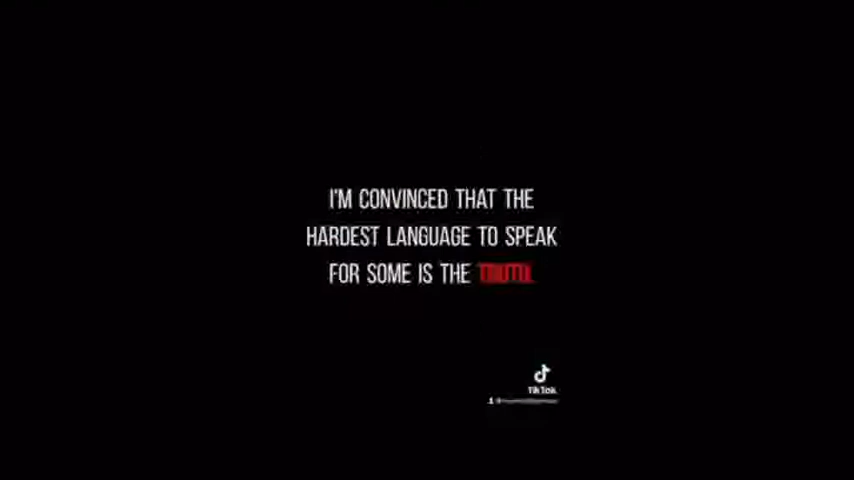 I'M CONVINCED THAT THE
HARDEST LANGUAGE TO SPEAK
FOR SOME IS THE TRUTH.
TikTok